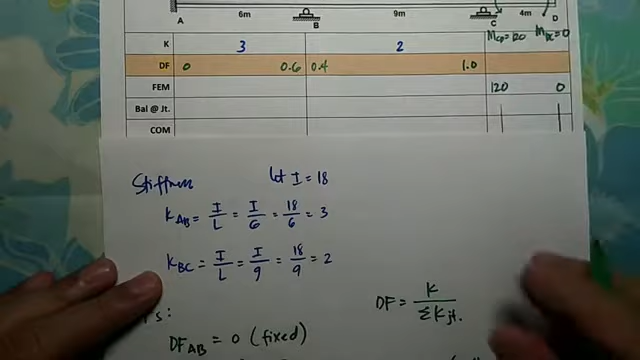 A 6m B 9m C 4m D
M_CD=120 M_DC=0
K 3 2
DF 0 0.6 0.4 1.0
FEM 120 0
Bal @ Jt.
COM
Stiffness let I = 18
K_AB = I/L = I/6 = 18/6 = 3
K_BC = I/L = I/9 = 18/9 = 2
DF = K/ΣK_jt.
DF_AB = 0 (fixed)